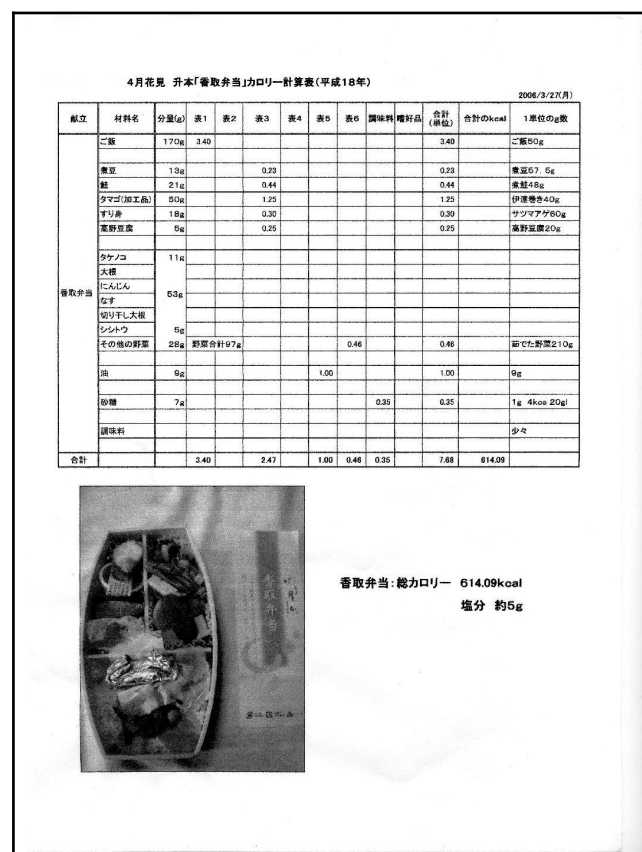 4月花見 升本「香取弁当」カロリー計算表(平成18年)
2006/3/27(月)
献立 材料名 分量(g) 表1 表2 表3 表4 表5 表6 調味料 嗜好品 合計(単位) 合計のkcal 1単位のg数
香取弁当
ご飯 170g 3.40 3.40 ご飯50g
煮豆 13g 0.23 0.23 煮豆57.5g
鮭 21g 0.44 0.44 煮鮭48g
タマゴ(加工品) 50g 1.25 1.25 伊達巻き40g
すり身 18g 0.30 0.30 サツマアゲ60g
高野豆腐 5g 0.25 0.25 高野豆腐20g
タケノコ 11g
大根
にんじん
53g
なす
切り干し大根
シシトウ 5g
その他の野菜 28g 野菜合計97g 0.46 0.46 茹でた野菜210g
油 9g 1.00 1.00 9g
砂糖 7g 0.35 0.35 1g 4kca 20gl
調味料 少々
合計 3.40 2.47 1.00 0.46 0.35 7.68 614.09
香取弁当
香取弁当:総カロリー 614.09kcal
塩分 約5g